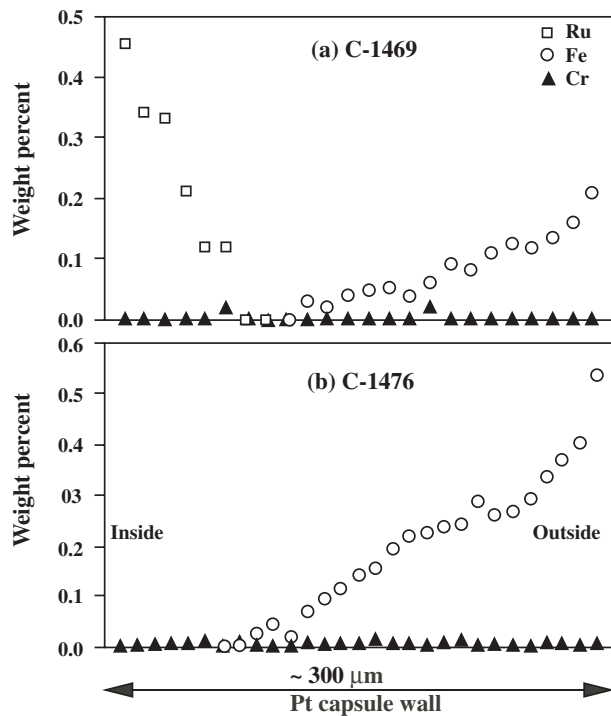 0.5
Ru
(a) C-1469
Fe
0.4
Cr
0.3
Weight percent
0.2
0.1
0.0
0.6
(b) C-1476
0.5
0.4
Weight percent
03
Inside
Outside
0.2
0.1
0.0
~ 300 μm
Pt capsule wall